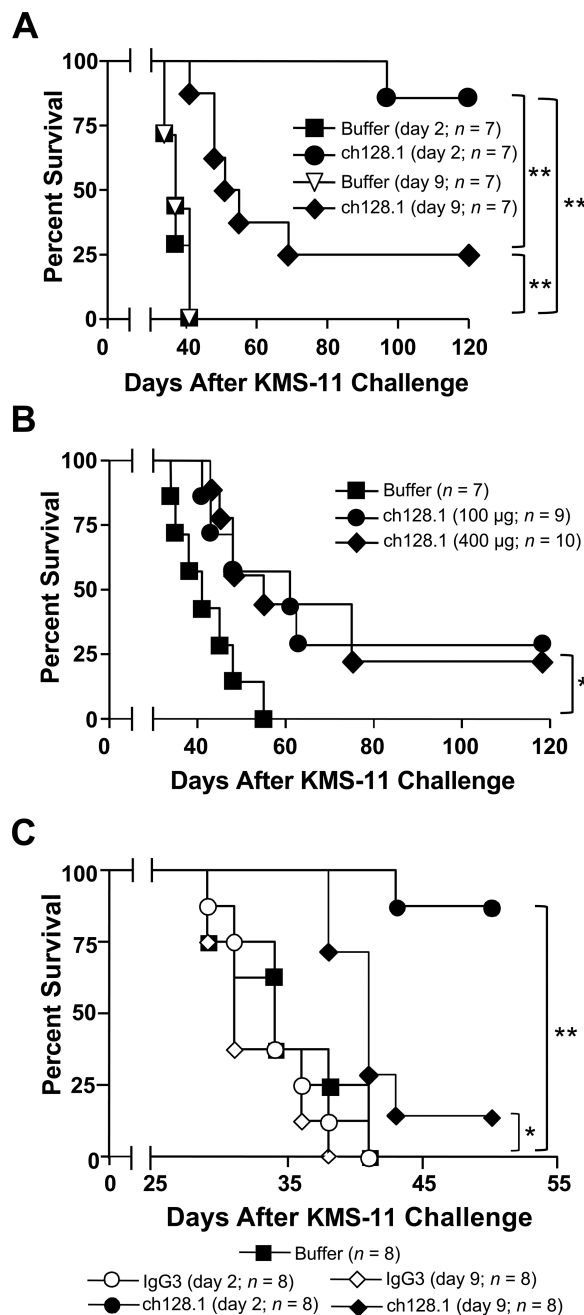 A
Percent Survival
100
75
50
25
0
Buffer (day 2; n = 7)
ch128.1 (day 2; n = 7)
Buffer (day 9; n = 7)
ch128.1 (day 9; n = 7)
**
**
**
0 40 60 80 100 120
Days After KMS-11 Challenge
B
Percent Survival
100
75
50
25
0
Buffer (n = 7)
ch128.1 (100 µg; n = 9)
ch128.1 (400 µg; n = 10)
*
0 40 60 80 100 120
Days After KMS-11 Challenge
C
Percent Survival
100
75
50
25
0
**
*
0 25 35 45 55
Days After KMS-11 Challenge
Buffer (n = 8)
IgG3 (day 2; n = 8) IgG3 (day 9; n = 8)
ch128.1 (day 2; n = 8) ch128.1 (day 9; n = 8)